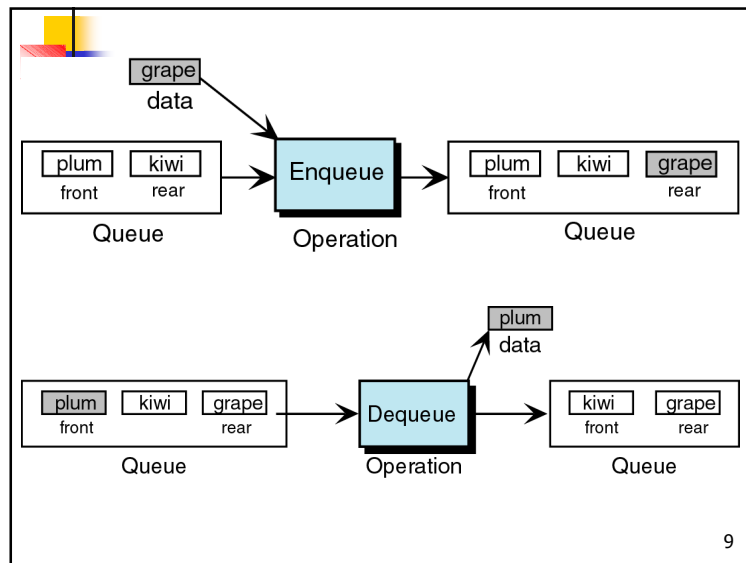 grape
data
plum kiwi
front rear
Queue
Enqueue
Operation
plum kiwi grape
front rear
Queue
plum
data
plum kiwi grape
front rear
Queue
Dequeue
Operation
kiwi grape
front rear
Queue
9